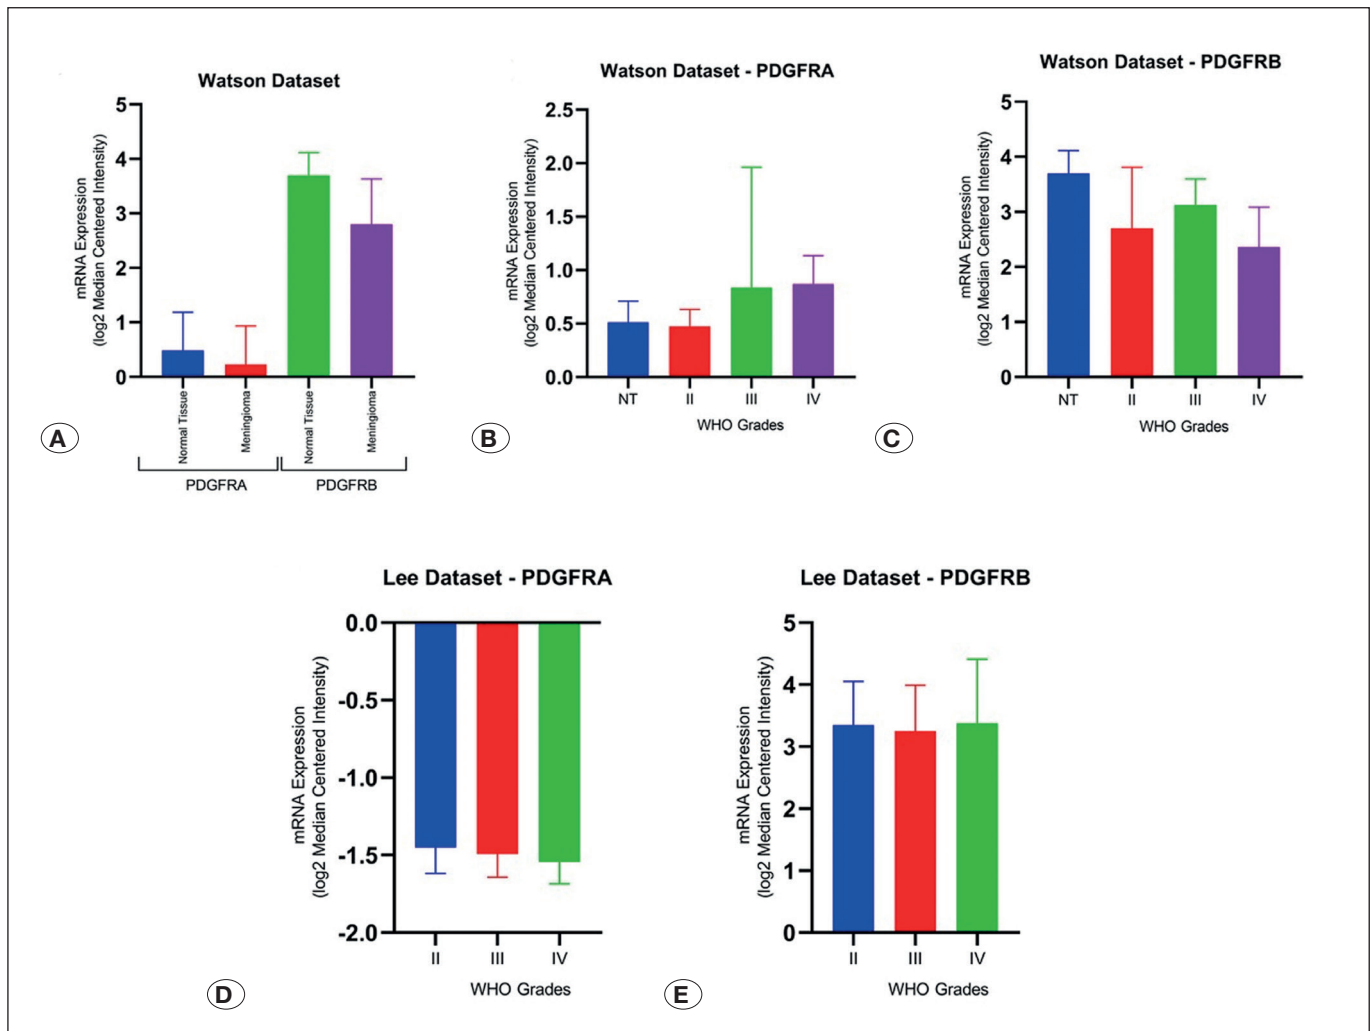 Watson Dataset
mRNA Expression
(log2 Median Centered Intensity)
5
4
3
2
1
0
Normal Tissue
Meningioma
Normal Tissue
Meningioma
PDGFRA
PDGFRB
A
Watson Dataset - PDGFRA
mRNA Expression
(log2 Median Centered Intensity)
2.5
2.0
1.5
1.0
0.5
0.0
NT II III IV
WHO Grades
B
Watson Dataset - PDGFRB
mRNA Expression
(log2 Median Centered Intensity)
5
4
3
2
1
0
NT II III IV
WHO Grades
C
Lee Dataset - PDGFRA
mRNA Expression
(log2 Median Centered Intensity)
0.0
-0.5
-1.0
-1.5
-2.0
II III IV
WHO Grades
D
Lee Dataset - PDGFRB
mRNA Expression
(log2 Median Centered Intensity)
5
4
3
2
1
0
II III IV
WHO Grades
E